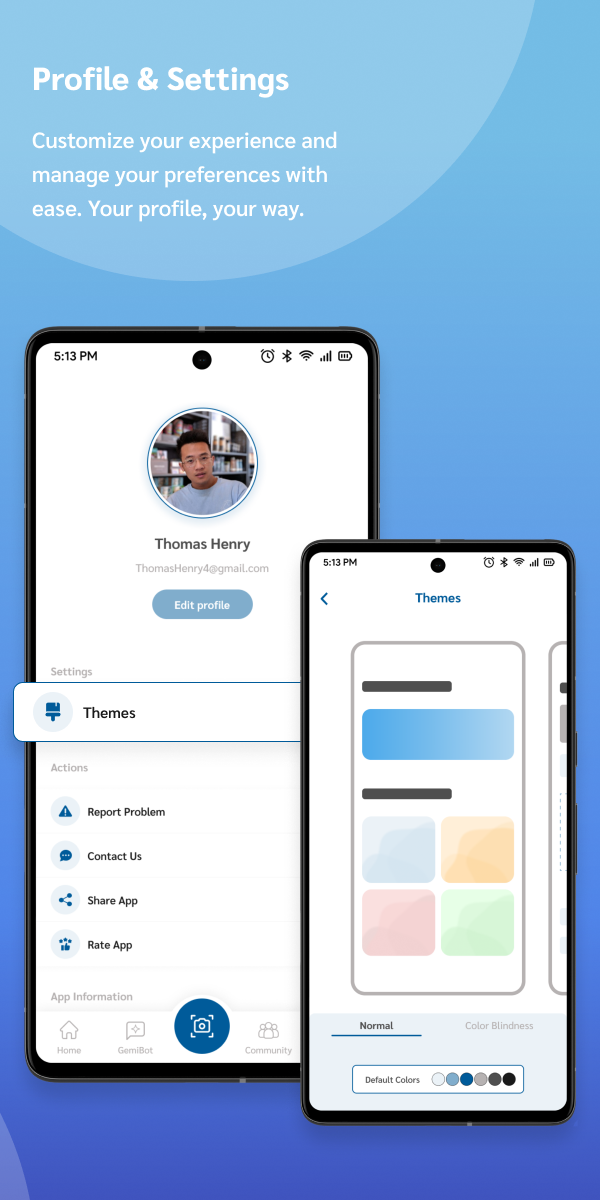 Profile & Settings
Customize your experience and
manage your preferences with
ease. Your profile, your way.
5:13 PM
Thomas Henry
ThomasHenry4@gmail.com
Edit profile
Settings
Themes
Actions
Report Problem
Contact Us
Share App
Rate App
App Information
Home
GemiBot
Community
5:13 PM
Themes
Normal
Color Blindness
Default Colors